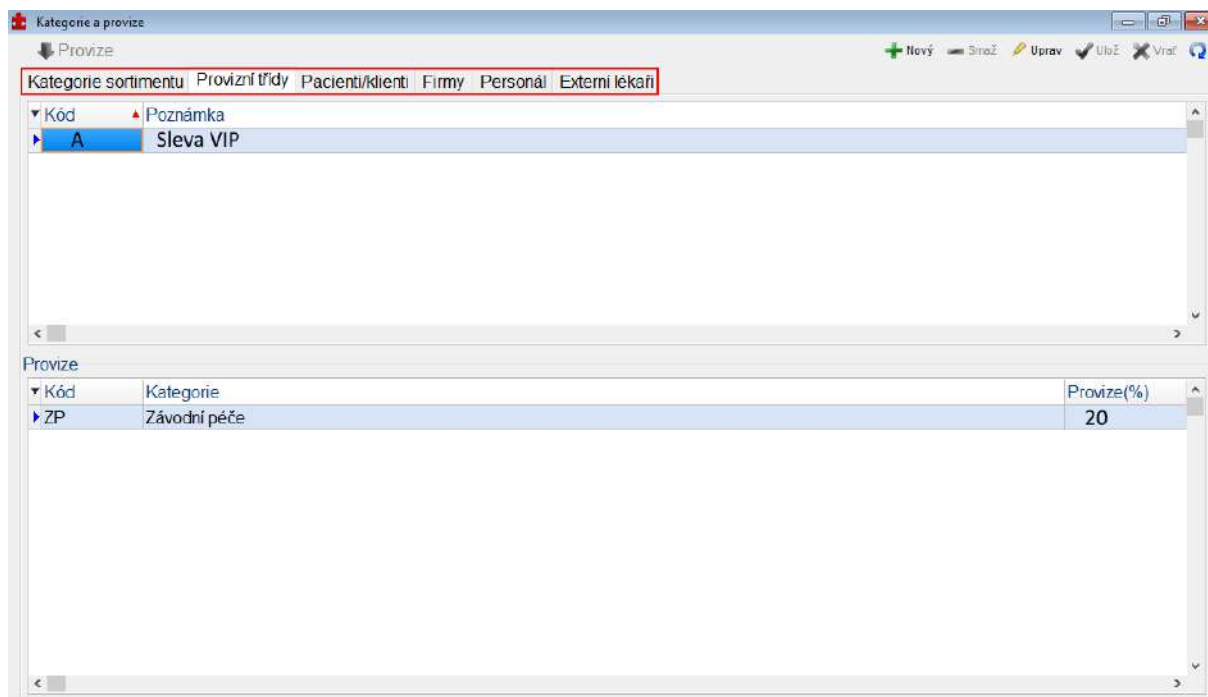 Kategorie a provize
Provize Nový Smaž Uprav Ulož Vrať
Kategorie sortimentu Provizní třídy Pacienti/klienti Firmy Personál Externí lékaři
Kód Poznámka
A Sleva VIP
Provize
Kód Kategorie Provize(%)
ZP Závodní péče 20